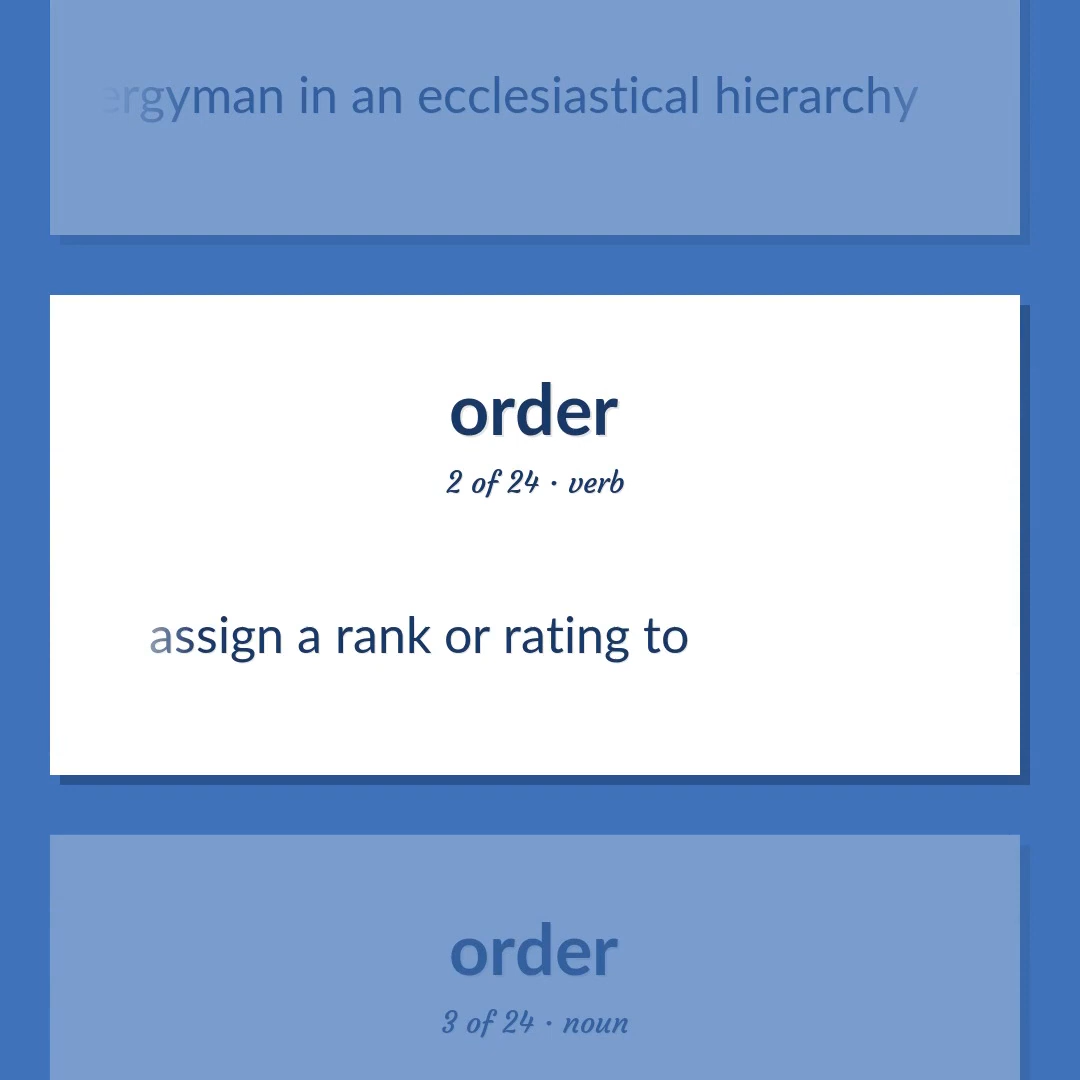 in an ecclesiastical hierarchy
order
2 of 24 · verb
assign a rank or rating to
order
3 of 24 · noun